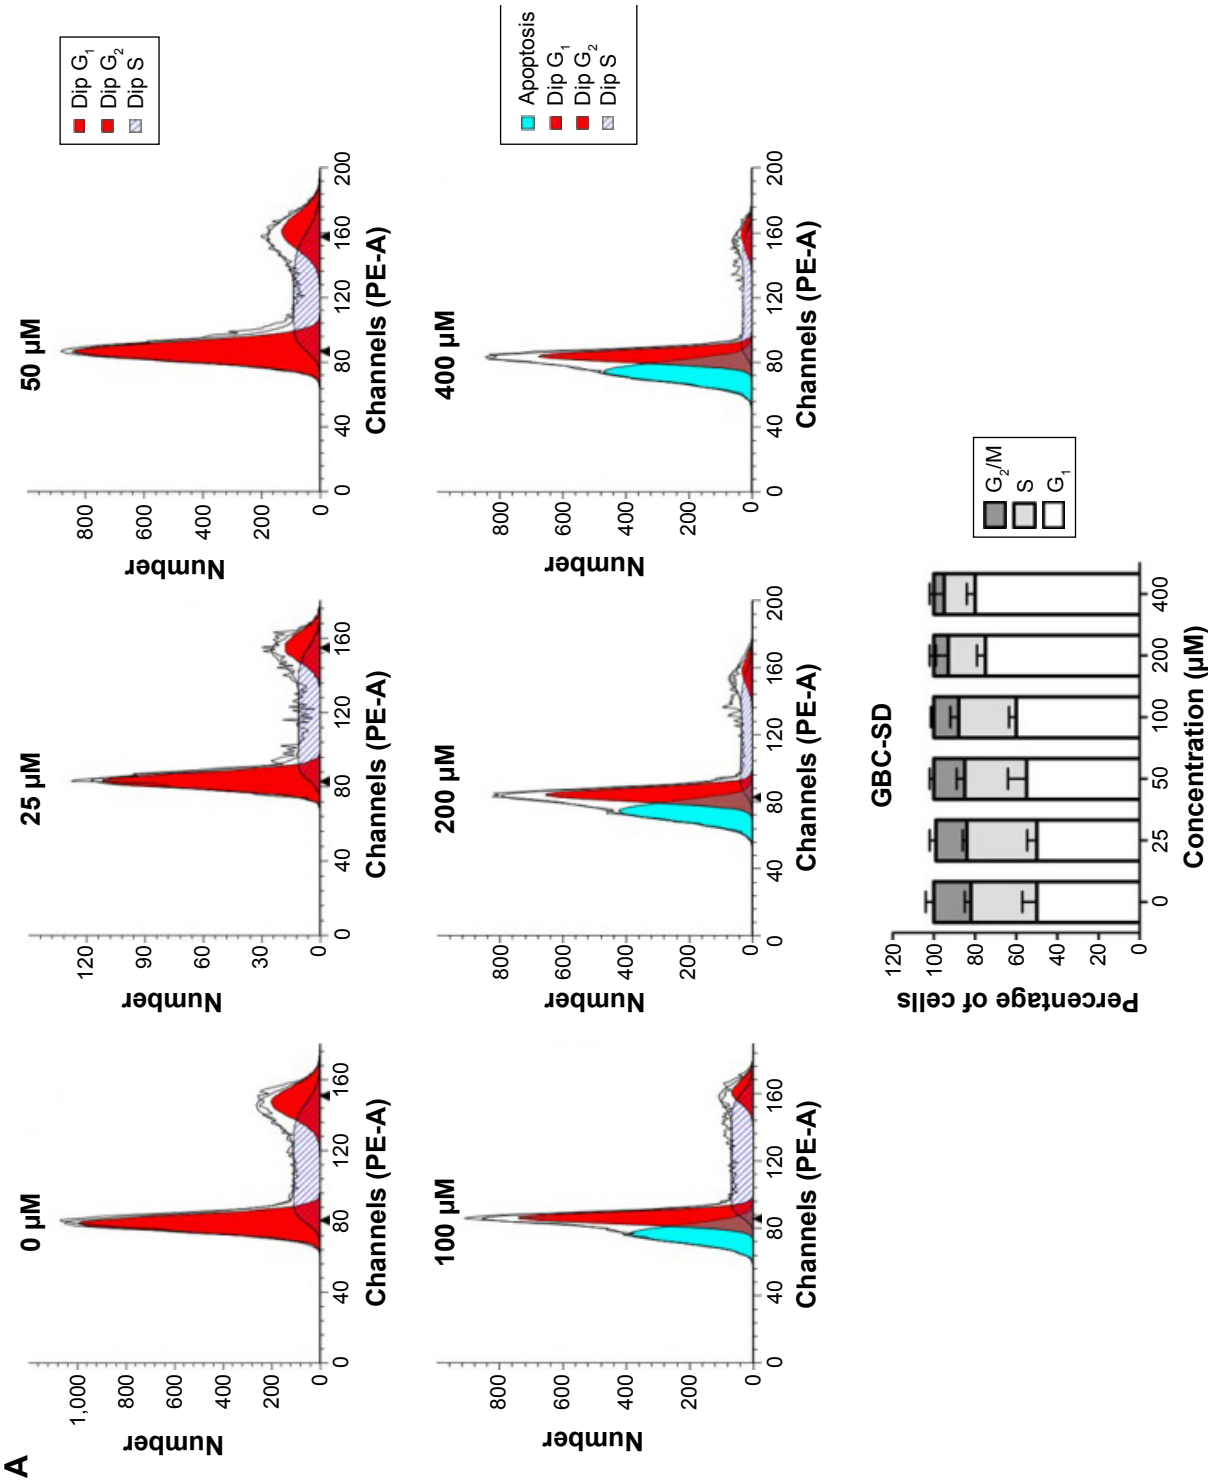 A
0 µM
Number
1,000
800
600
400
200
0
0 40 80 120 160
Channels (PE-A)
25 µM
Number
120
90
60
30
0
0 40 80 120 160
Channels (PE-A)
50 µM
Number
800
600
400
200
0
0 40 80 120 160 200
Channels (PE-A)
Dip G1
Dip G2
Dip S
100 µM
Number
800
600
400
200
0
0 40 80 120 160
Channels (PE-A)
200 µM
Number
800
600
400
200
0
0 40 80 120 160 200
Channels (PE-A)
400 µM
Number
800
600
400
200
0
0 40 80 120 160 200
Channels (PE-A)
Apoptosis
Dip G1
Dip G2
Dip S
GBC-SD
Percentage of cells
120
100
80
60
40
20
0
0 25 50 100 200 400
Concentration (µM)
G2/M
S
G1